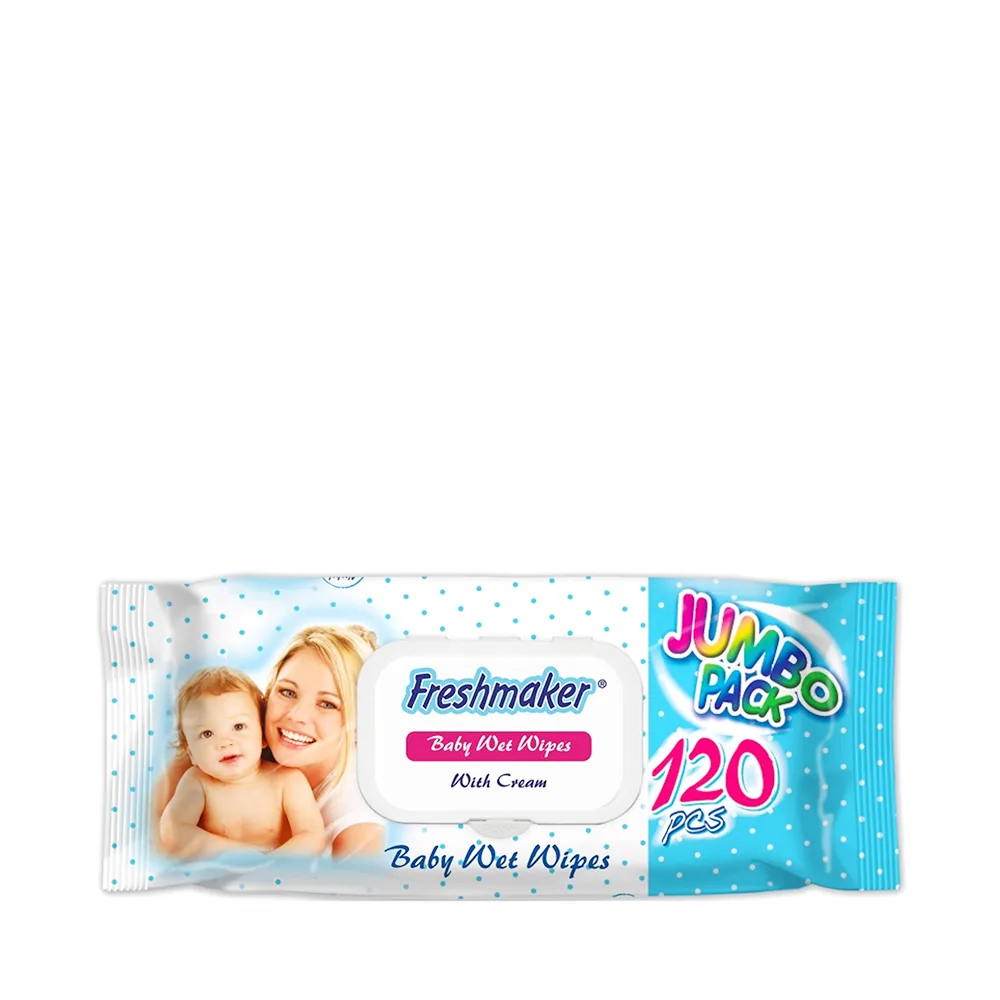 Freshmaker®
Baby Wet Wipes
With Cream
Baby Wet Wipes
JUMBO
PACK
120
pcs